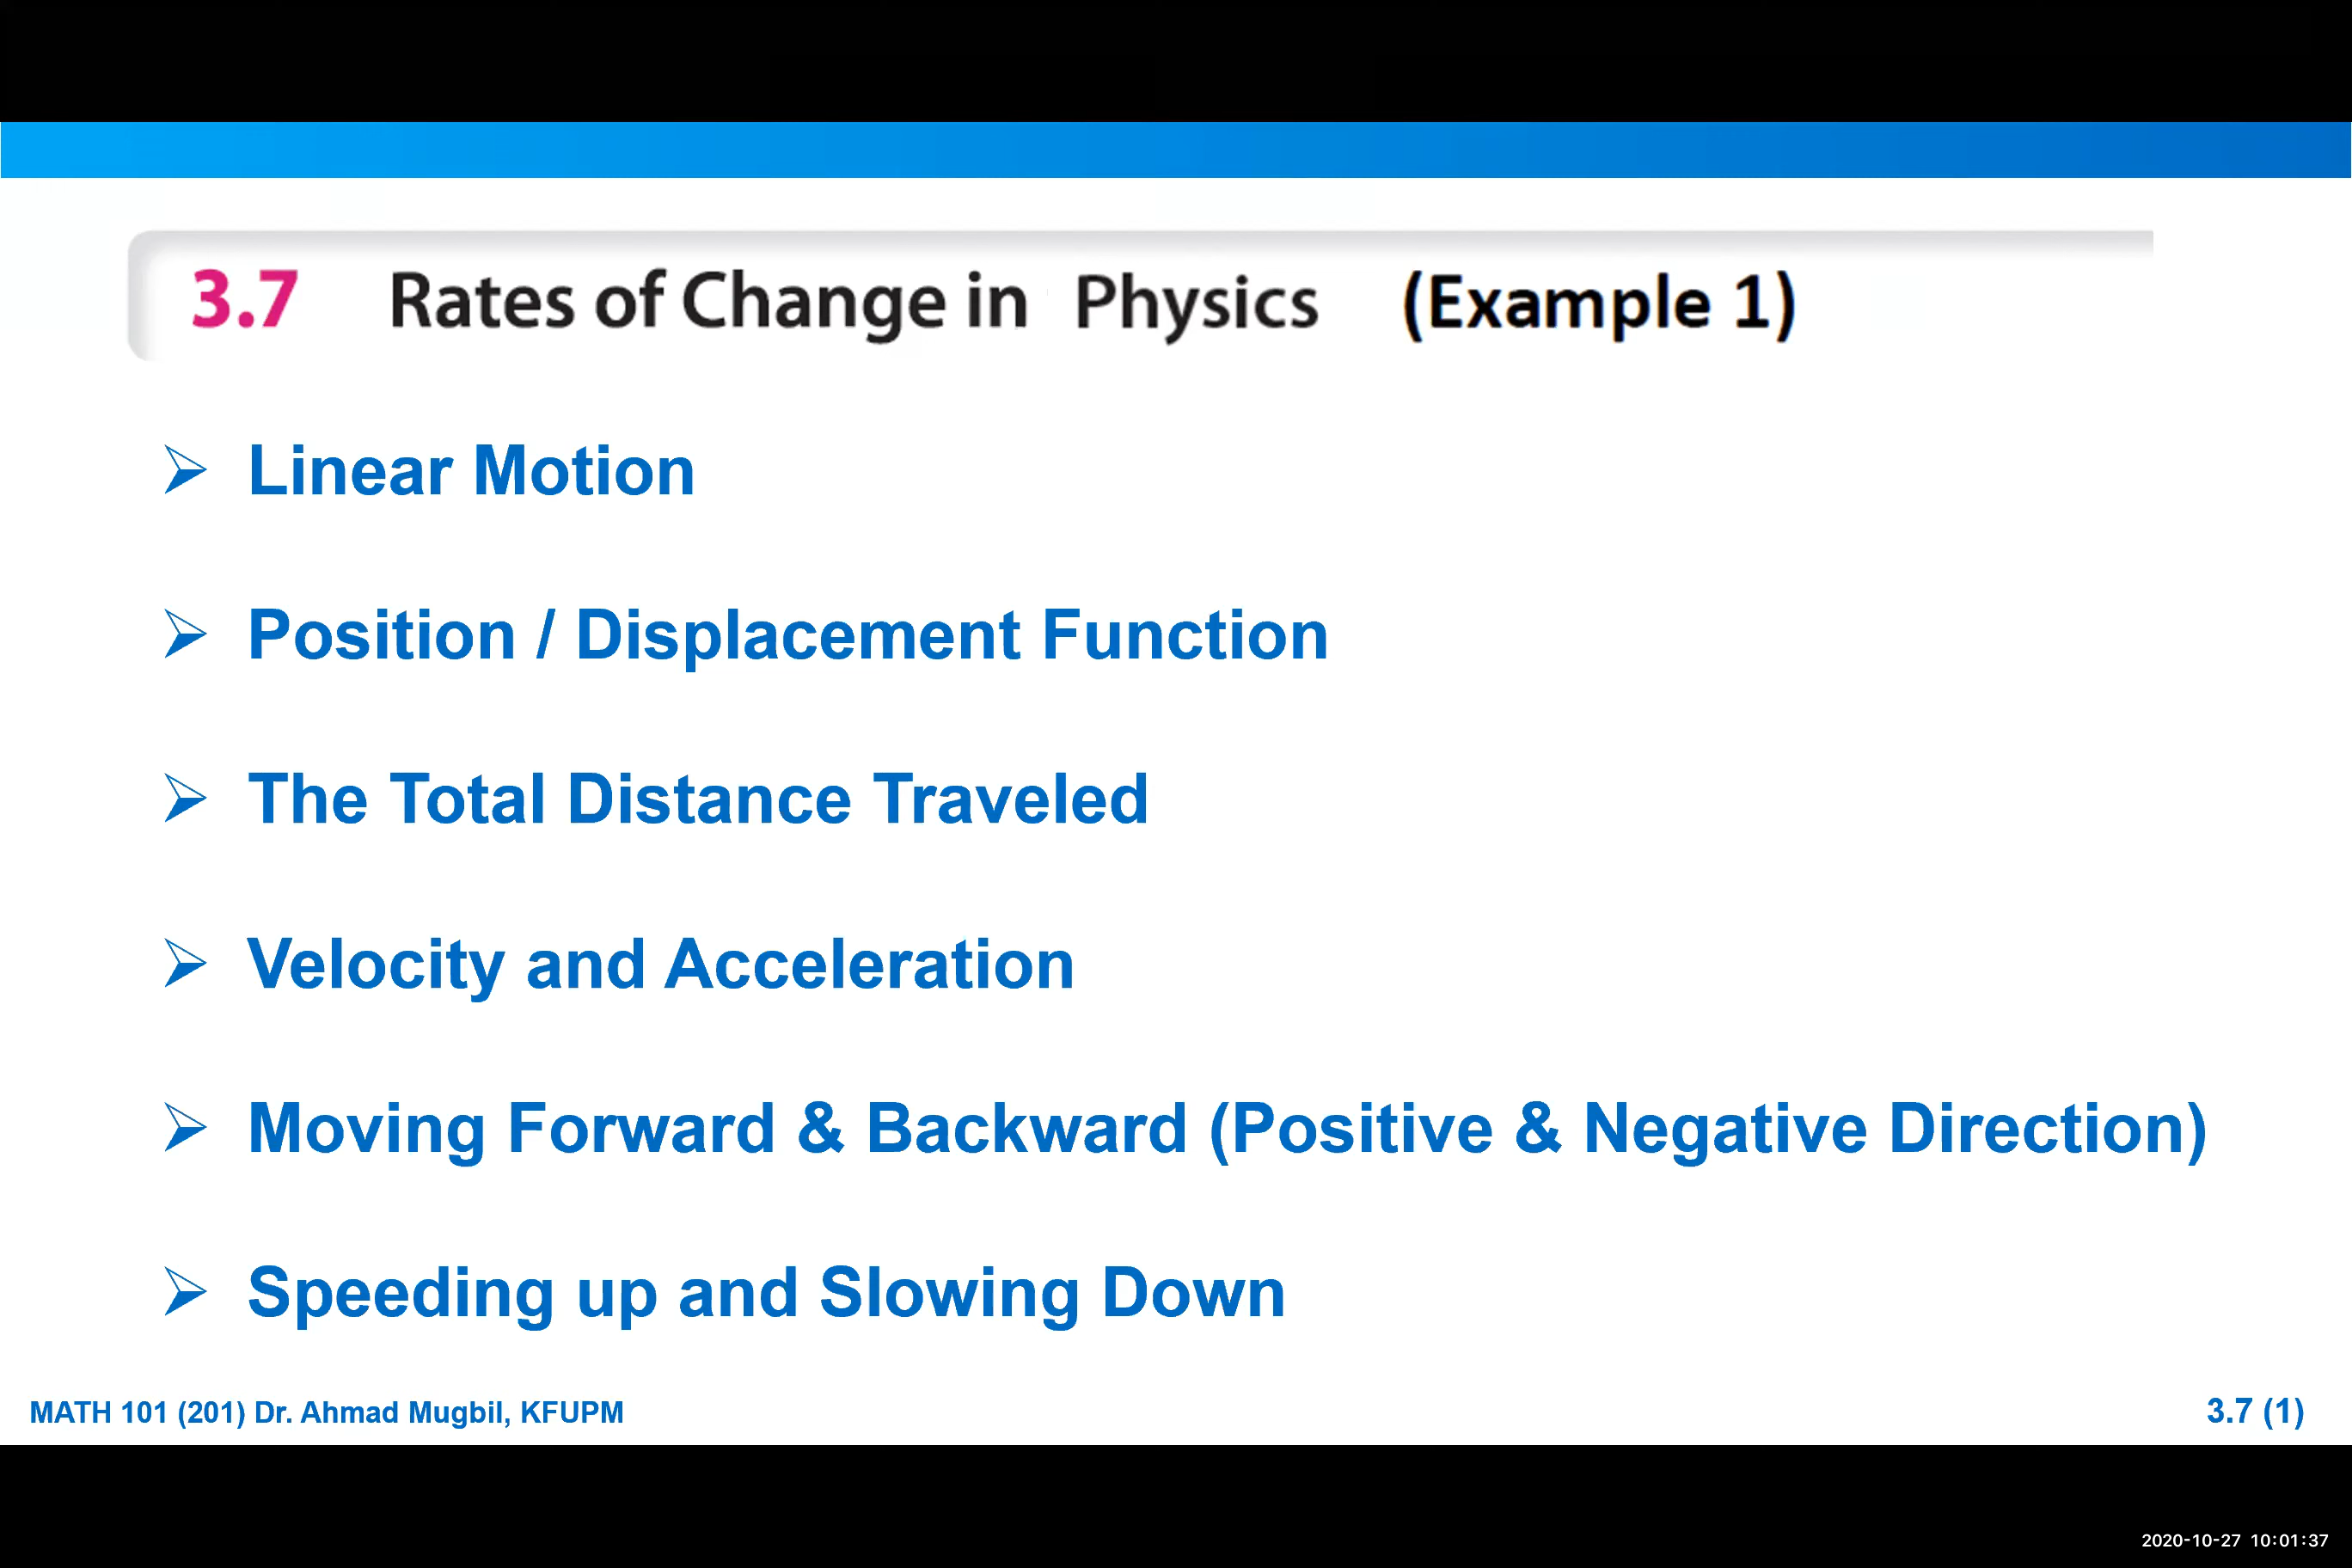 3.7 Rates of Change in Physics (Example 1)
Linear Motion
Position / Displacement Function
The Total Distance Traveled
Velocity and Acceleration
Moving Forward & Backward (Positive & Negative Direction)
Speeding up and Slowing Down
MATH 101 (201) Dr. Ahmad Mugbil, KFUPM
3.7 (1)
2020-10-27 10:01:37